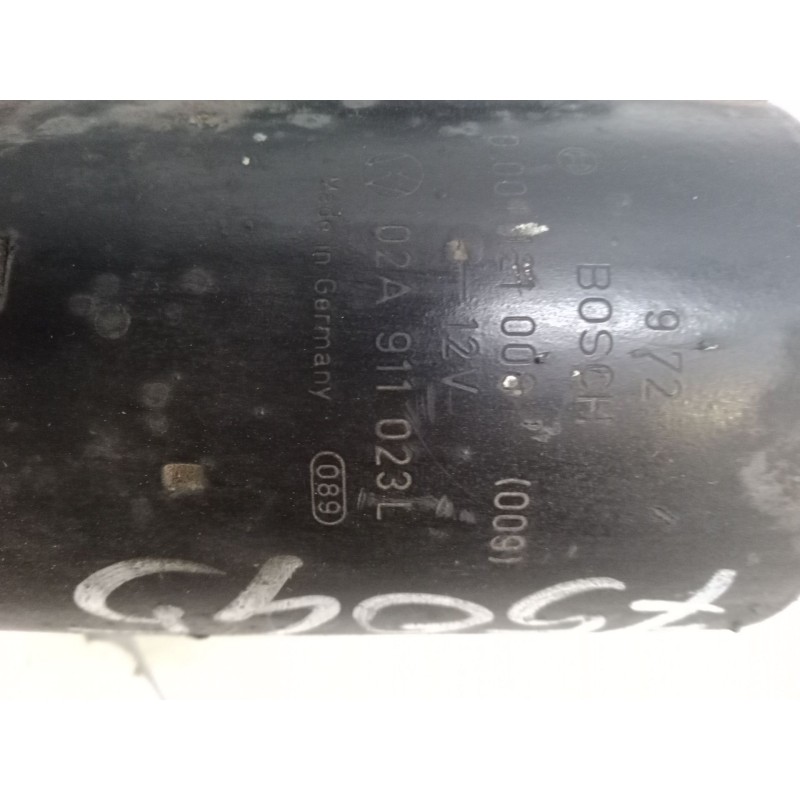 972
BOSCH
(009)
12V
02A 911 023L
Made in Germany
089